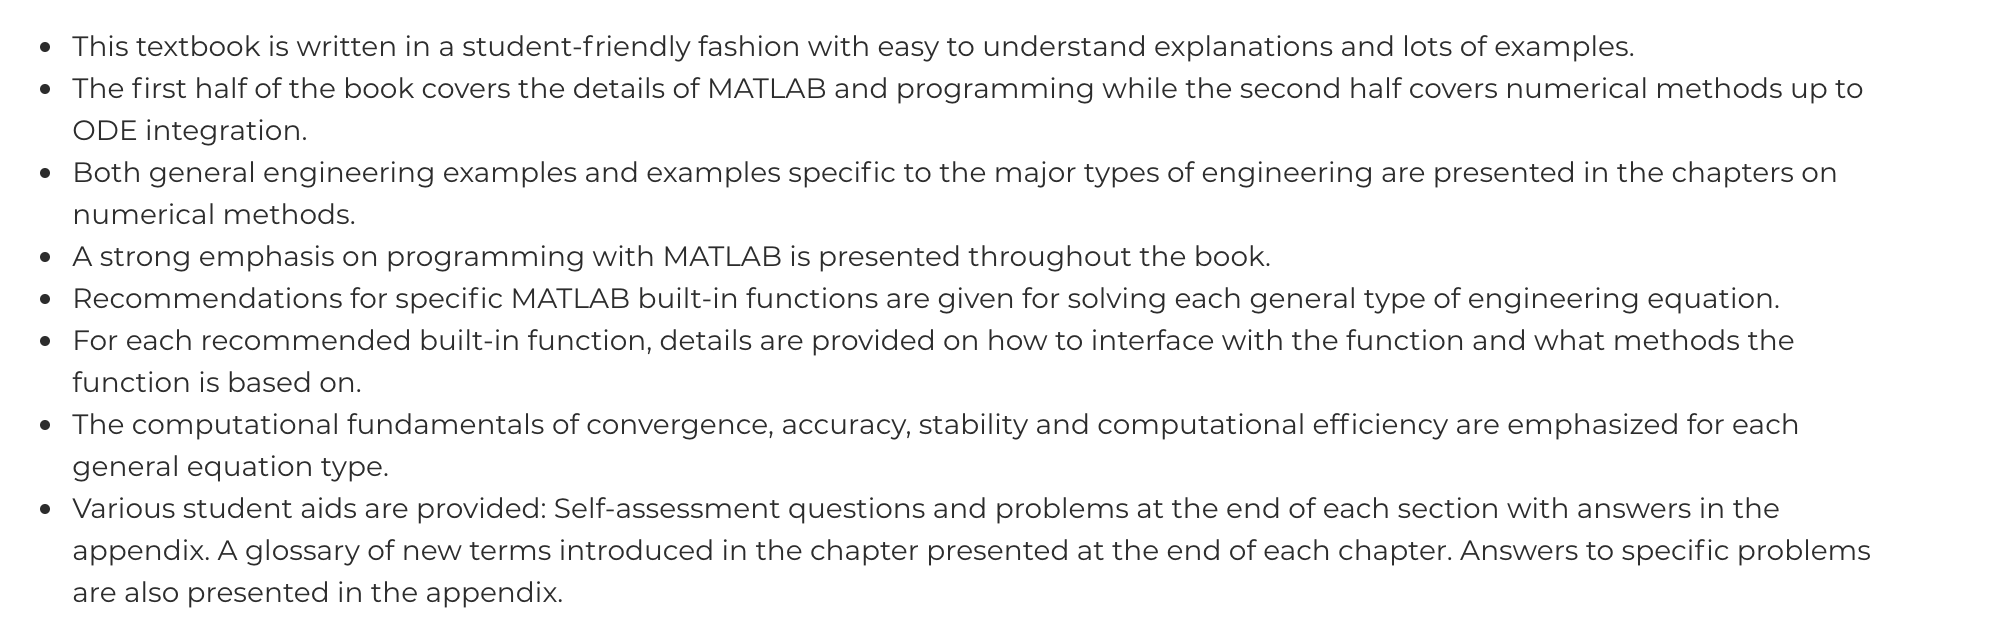 • This textbook is written in a student-friendly fashion with easy to understand explanations and lots of examples.
• The first half of the book covers the details of MATLAB and programming while the second half covers numerical methods up to
ODE integration.
• Both general engineering examples and examples specific to the major types of engineering are presented in the chapters on
numerical methods.
• A strong emphasis on programming with MATLAB is presented throughout the book.
• Recommendations for specific MATLAB built-in functions are given for solving each general type of engineering equation.
• For each recommended built-in function, details are provided on how to interface with the function and what methods the
function is based on.
• The computational fundamentals of convergence, accuracy, stability and computational efficiency are emphasized for each
general equation type.
• Various student aids are provided: Self-assessment questions and problems at the end of each section with answers in the
appendix. A glossary of new terms introduced in the chapter presented at the end of each chapter. Answers to specific problems
are also presented in the appendix.